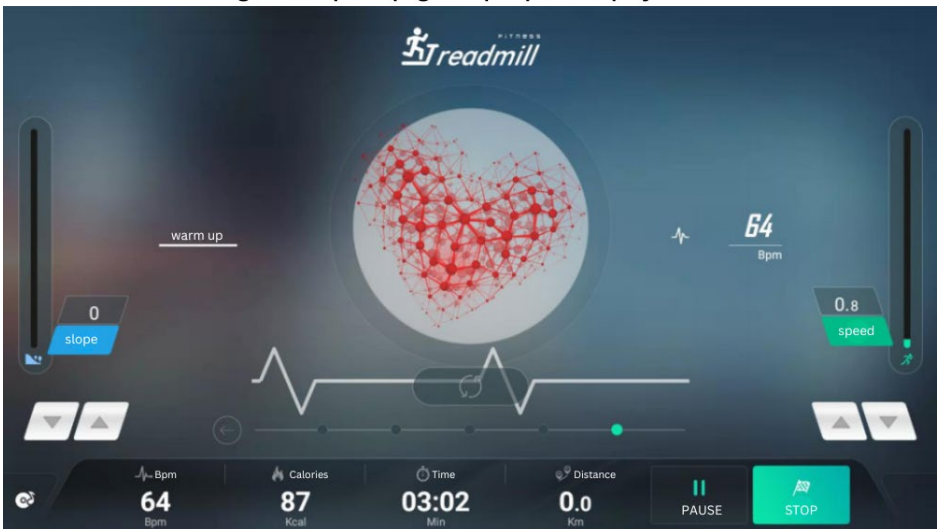 FITNESS
Treadmill
warm up
64
Bpm
0
slope
0.8
speed
Bpm
64
Bpm
Calories
87
Kcal
Time
03:02
Min
Distance
0.0
Km
PAUSE
STOP